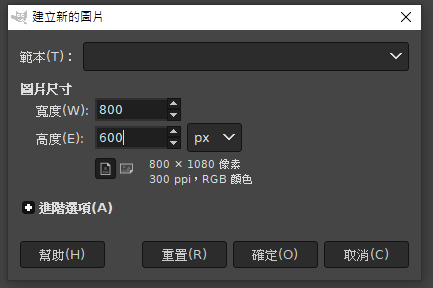 建立新的圖片
範本(T)：
圖片尺寸
寬度(W): 800
高度(E): 600 px
800 × 1080 像素
300 ppi，RGB 顏色
進階選項(A)
幫助(H) 重置(R) 確定(O) 取消(C)